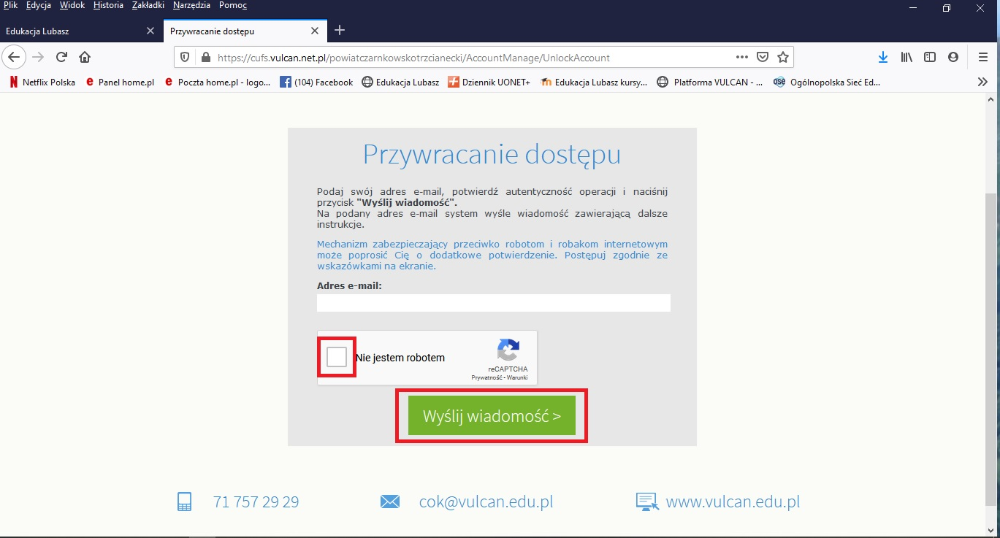 Plik Edycja Widok Historia Zakładki Narzędzia Pomoc
Edukacja Lubasz
Przywracanie dostępu
https://cufs.vulcan.net.pl/powiatczarnkowskotrzcianecki/AccountManage/UnlockAccount
Netflix Polska
Panel home.pl
Poczta home.pl - logo...
(104) Facebook
Edukacja Lubasz
Dziennik UONET+
Edukacja Lubasz kursy...
Platforma VULCAN - ...
Ogólnopolska Sieć Ed...
Przywracanie dostępu
Podaj swój adres e-mail, potwierdź autentyczność operacji i naciśnij
przycisk "Wyślij wiadomość".
Na podany adres e-mail system wyśle wiadomość zawierającą dalsze
instrukcje.
Mechanizm zabezpieczający przeciwko robotom i robakom internetowym
może poprosić Cię o dodatkowe potwierdzenie. Postępuj zgodnie ze
wskazówkami na ekranie.
Adres e-mail:
Nie jestem robotem
reCAPTCHA
Prywatność - Warunki
Wyślij wiadomość >
71 757 29 29
cok@vulcan.edu.pl
www.vulcan.edu.pl